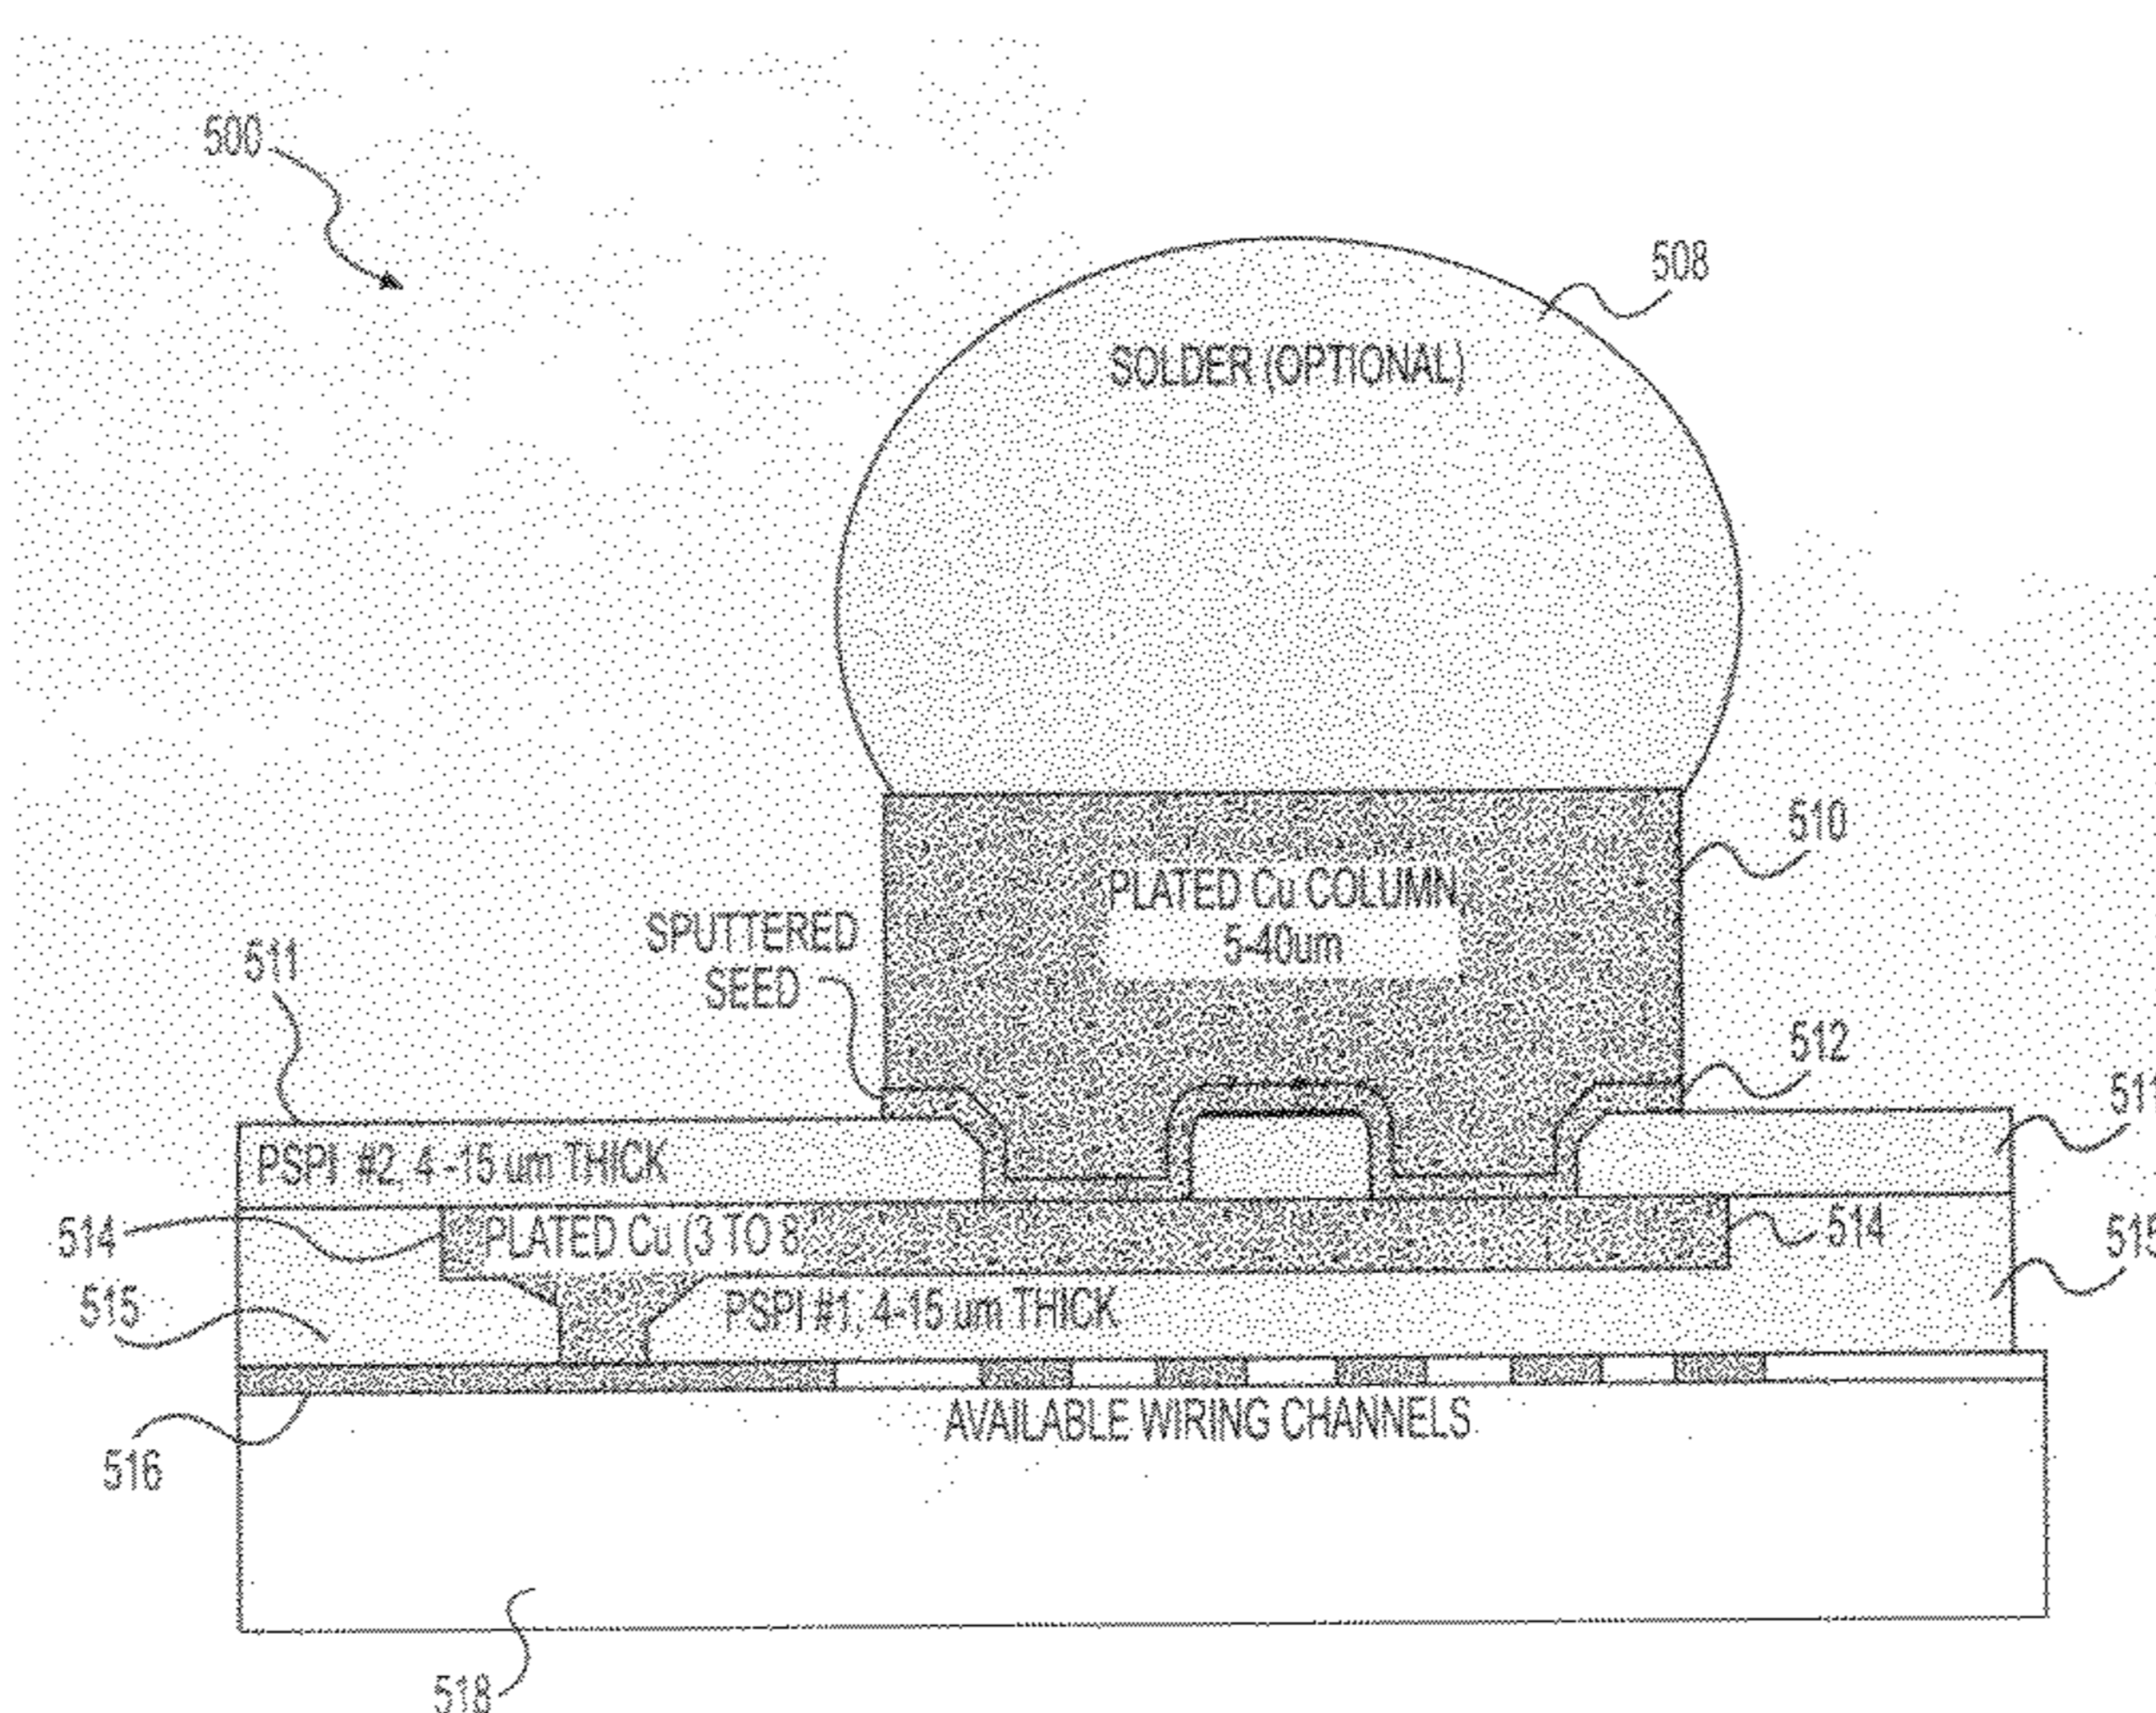 500
508
SOLDER (OPTIONAL)
510
PLATED Cu COLUMN,
5-40um
SPUTTERED
SEED
511
512
511
PSPI #2, 4 -15 um THICK
514
PLATED Cu (3 TO 8
514
515
515
PSPI #1, 4-15 um THICK
516
AVAILABLE WIRING CHANNELS
518